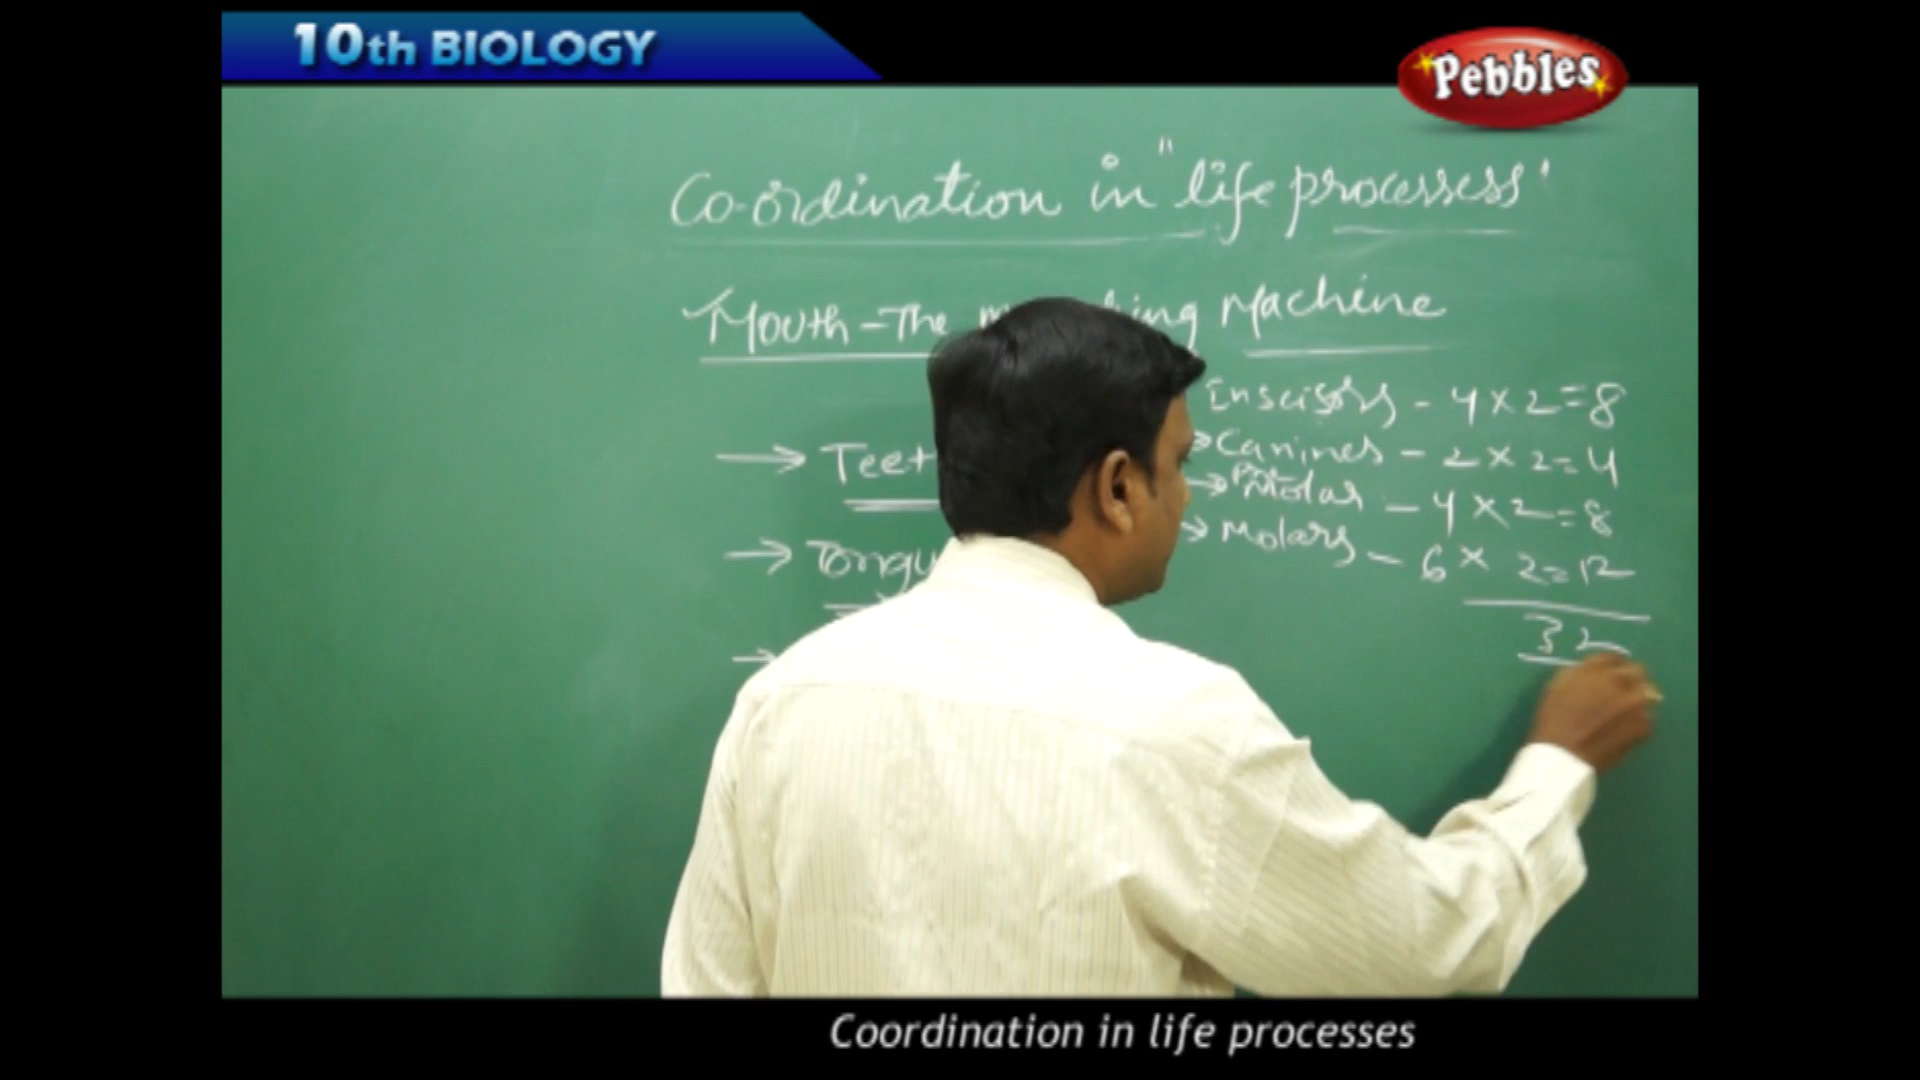 10th BIOLOGY
Pebbles
Co-ordination in "life processess'
Mouth - The Machine
Inscisors - 4 x 2 = 8
→ Teet
→ Canines - 2 x 2 = 4
→ Molar - 4 x 2 = 8
→ Tongu
→ Molars - 6 x 2 = 12
32
Coordination in life processes